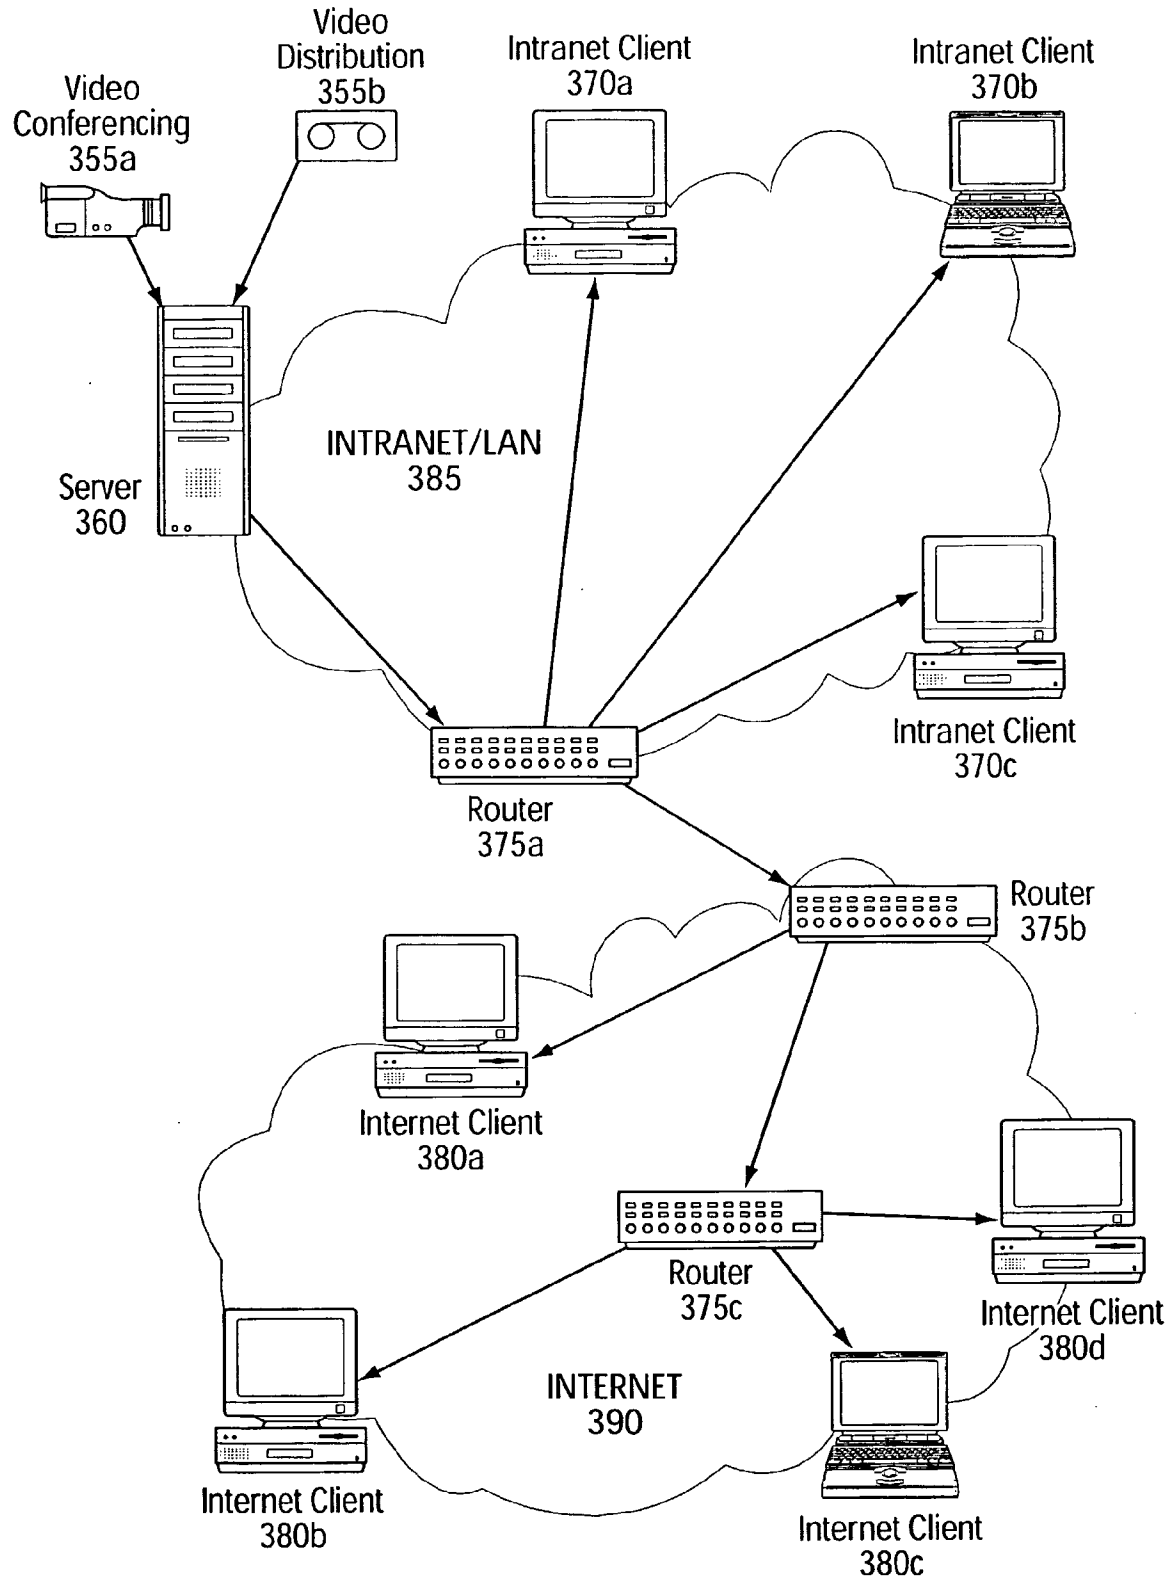 Video
Distribution
355b
Intranet Client
370a
Intranet Client
370b
Video
Conferencing
355a
INTRANET/LAN
385
Server
360
Intranet Client
370c
Router
375a
Router
375b
Internet Client
380a
Router
375c
Internet Client
380d
INTERNET
390
Internet Client
380b
Internet Client
380c